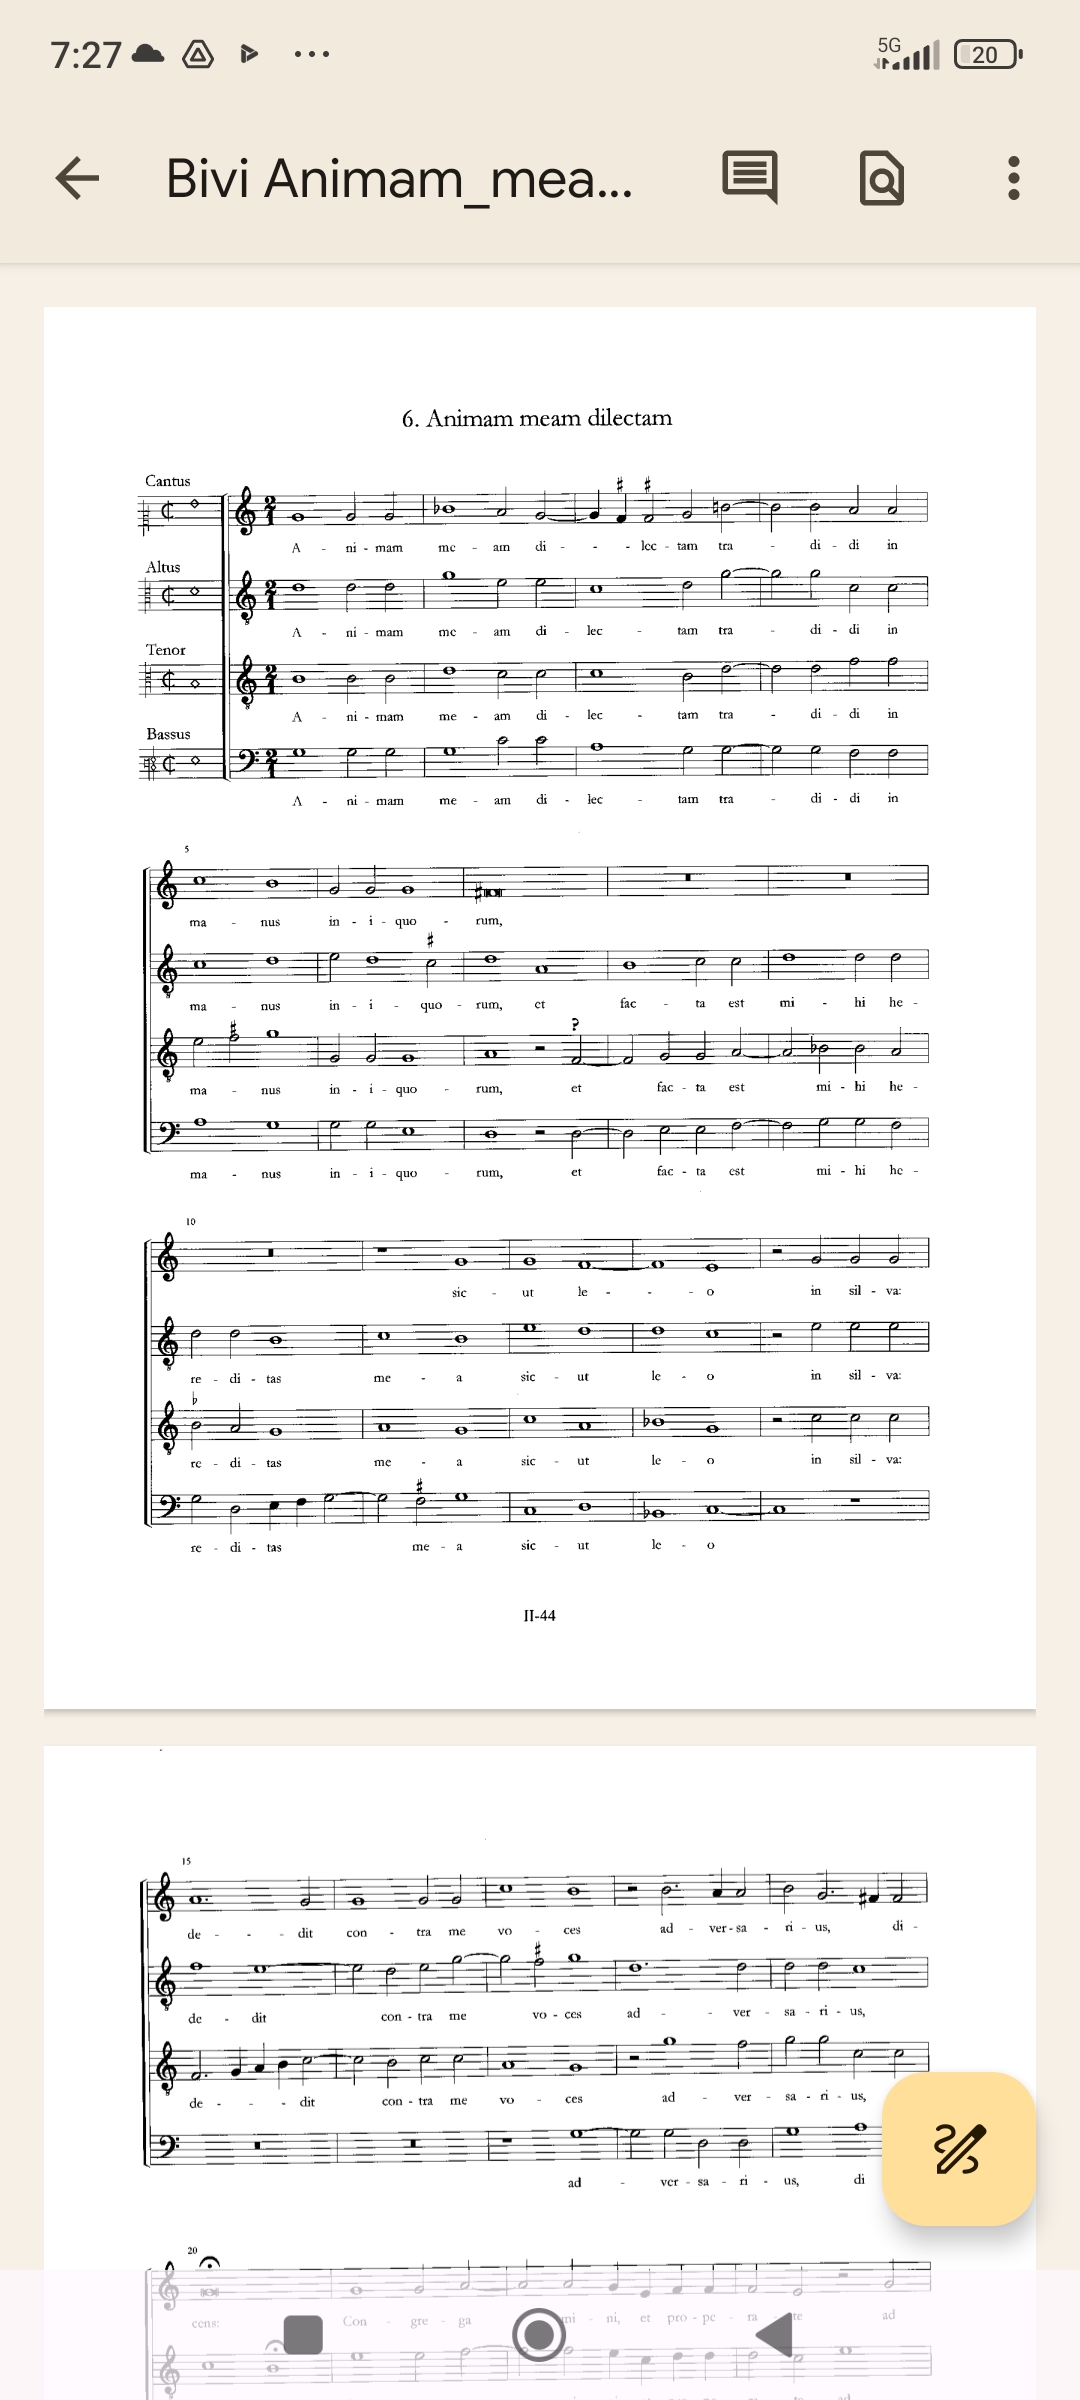 7:27
5G
20
Bivi Animam_mea...
6. Animam meam dilectam
Cantus
A - ni - mam me - am di - - - lec - tam tra - di - di in
Altus
A - ni - mam me - am di - lec - tam tra - di - di in
Tenor
A - ni - mam me - am di - lec - tam tra - di - di in
Bassus
A - ni - mam me - am di - lec - tam tra - di - di in
5
ma - nus in - i - quo - rum,
ma - nus in - i - quo - rum, et fac - ta est mi - hi he -
?
ma - nus in - i - quo - rum, et fac - ta est mi - hi he -
ma - nus in - i - quo - rum, et fac - ta est mi - hi he -
10
sic - ut le - - - o in sil - va:
re - di - tas me - a sic - ut le - o in sil - va:
re - di - tas me - a sic - ut le - o in sil - va:
re - di - tas me - a sic - ut le - o
II-44
15
de - - - dit con - tra me vo - ces ad - ver - sa - ri - us, di -
de - dit con - tra me vo - ces ad - ver - sa - ri - us,
de - - - dit con - tra me vo - ces ad - ver - sa - ri - us,
ad - ver - sa - ri - us, di
20
cens: Con - gre - ga mi - ni, et pro - pe - ra - te ad